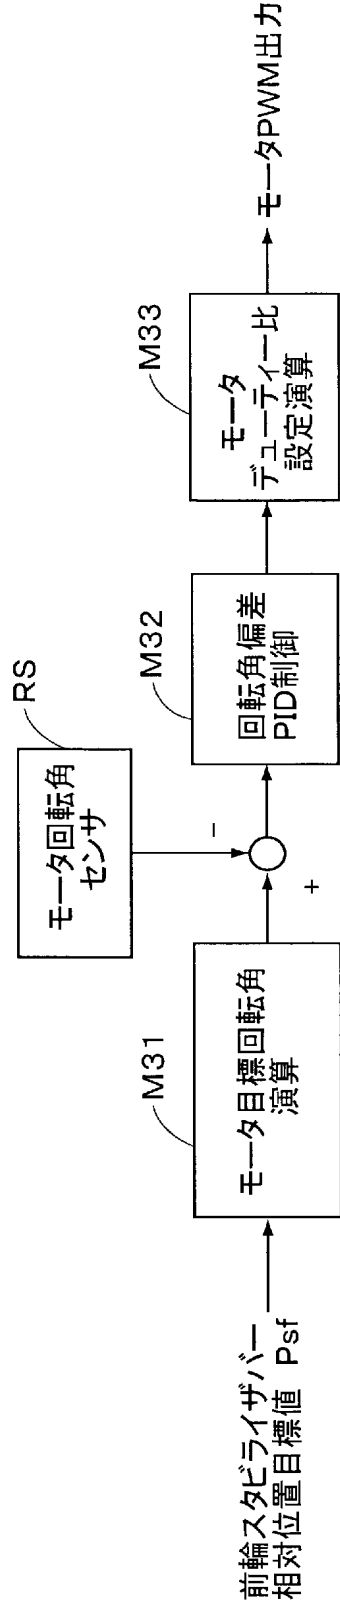 前輪スタビライザバー
相対位置目標値 Psf
M31
モータ目標回転角
演算
+
−
RS
モータ回転角
センサ
M32
回転角偏差
PID制御
M33
モータ
デューティー比
設定演算
モータPWM出力